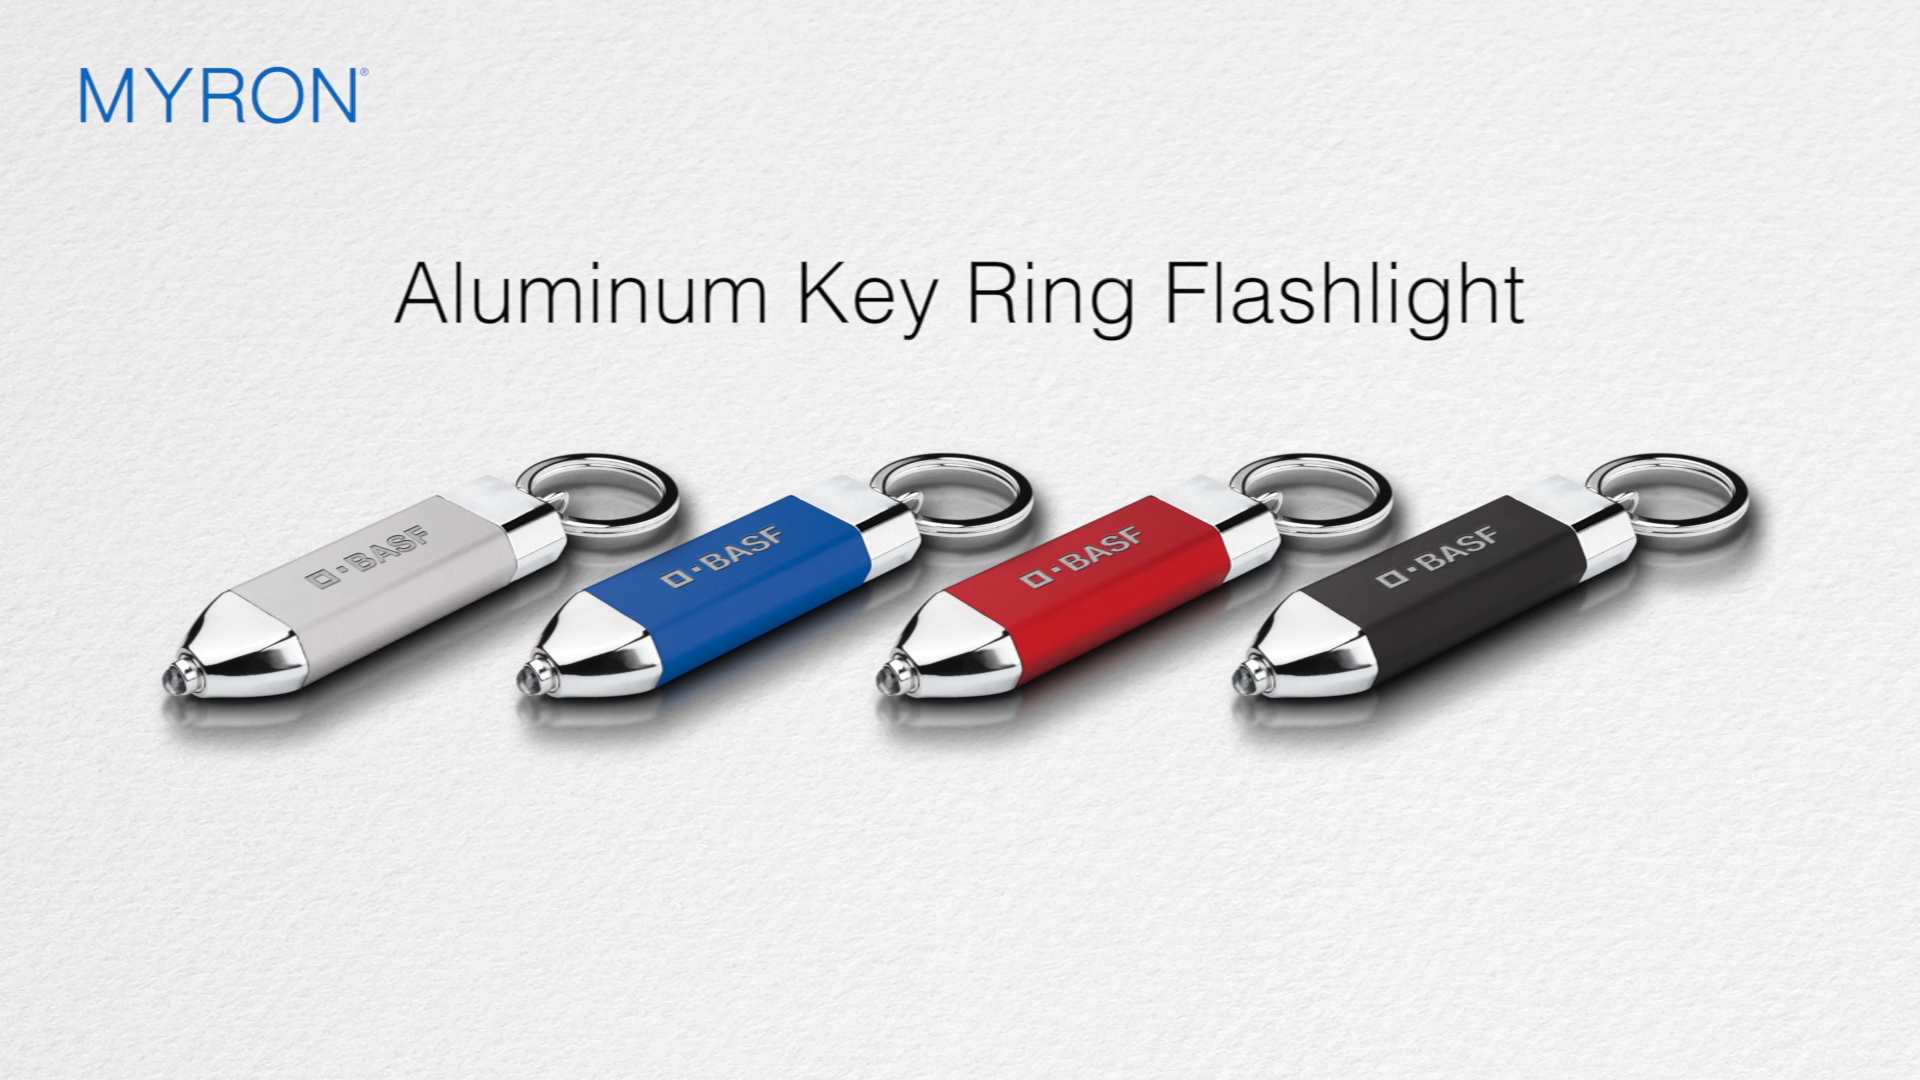 MYRON®
Aluminum Key Ring Flashlight
BASF
BASF
BASF
BASF